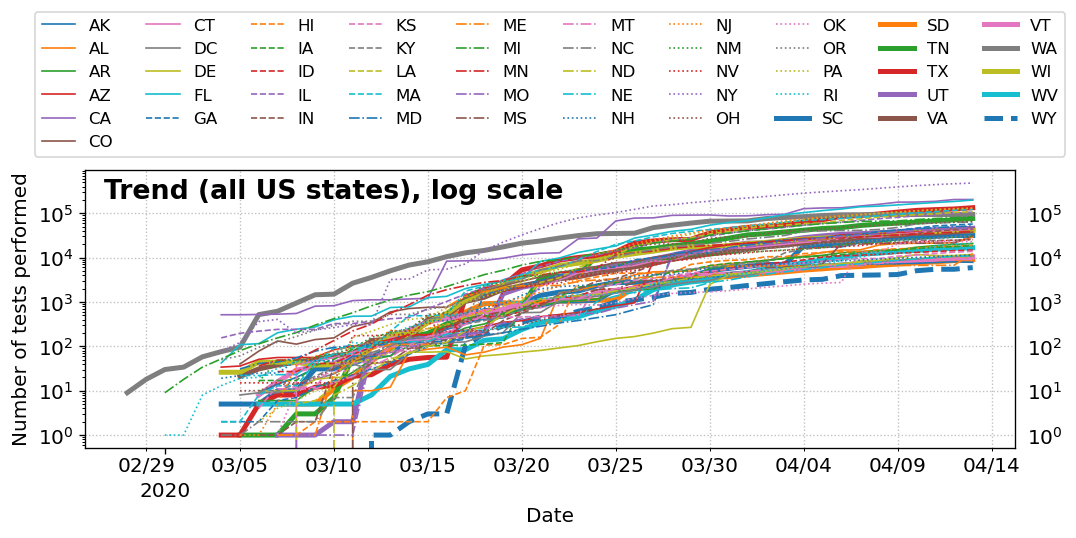 AK CT HI KS ME MT NJ OK SD VT
AL DC IA KY MI NC NM OR TN WA
AR DE ID LA MN ND NV PA TX WI
AZ FL IL MA MO NE NY RI UT WV
CA GA IN MD MS NH OH SC VA WY
CO
Trend (all US states), log scale
Number of tests performed
10⁵ 10⁵
10⁴ 10⁴
10³ 10³
10² 10²
10¹ 10¹
10⁰ 10⁰
02/29 03/05 03/10 03/15 03/20 03/25 03/30 04/04 04/09 04/14
2020
Date